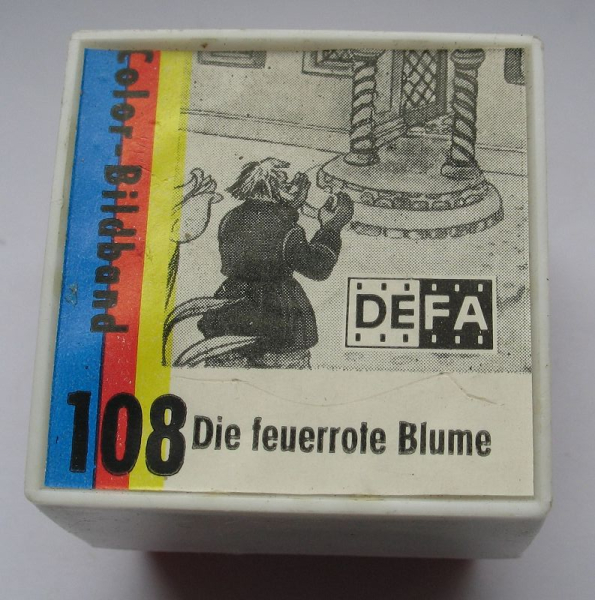 Color-Bildband
DEFA
108 Die feuerrote Blume